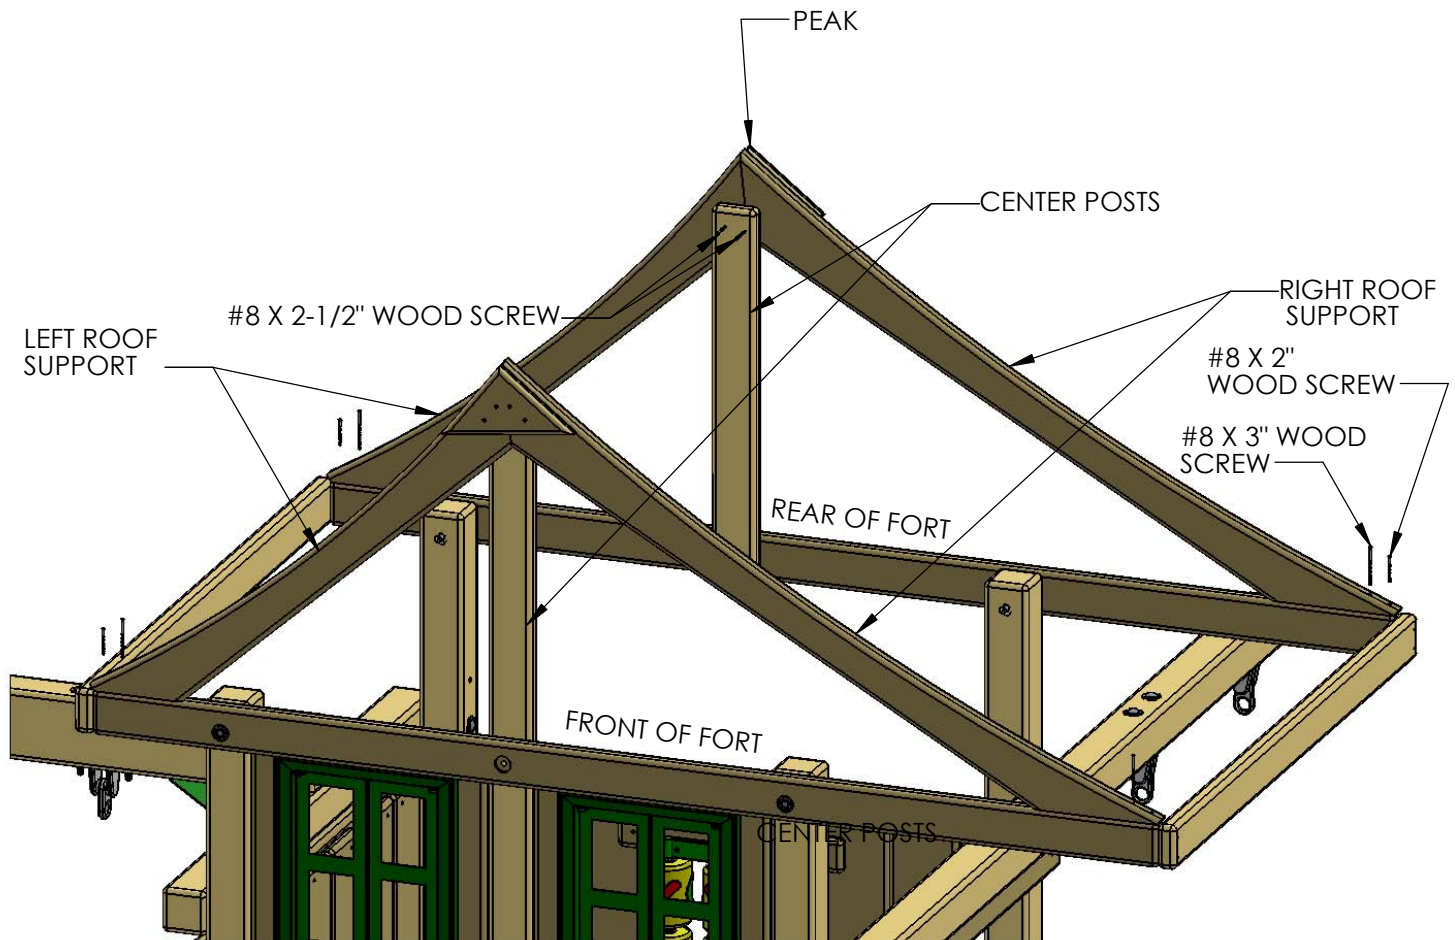 PEAK
CENTER POSTS
#8 X 2-1/2" WOOD SCREW
RIGHT ROOF
SUPPORT
LEFT ROOF
SUPPORT
#8 X 2"
WOOD SCREW
#8 X 3" WOOD
SCREW
REAR OF FORT
FRONT OF FORT
CENTER POSTS